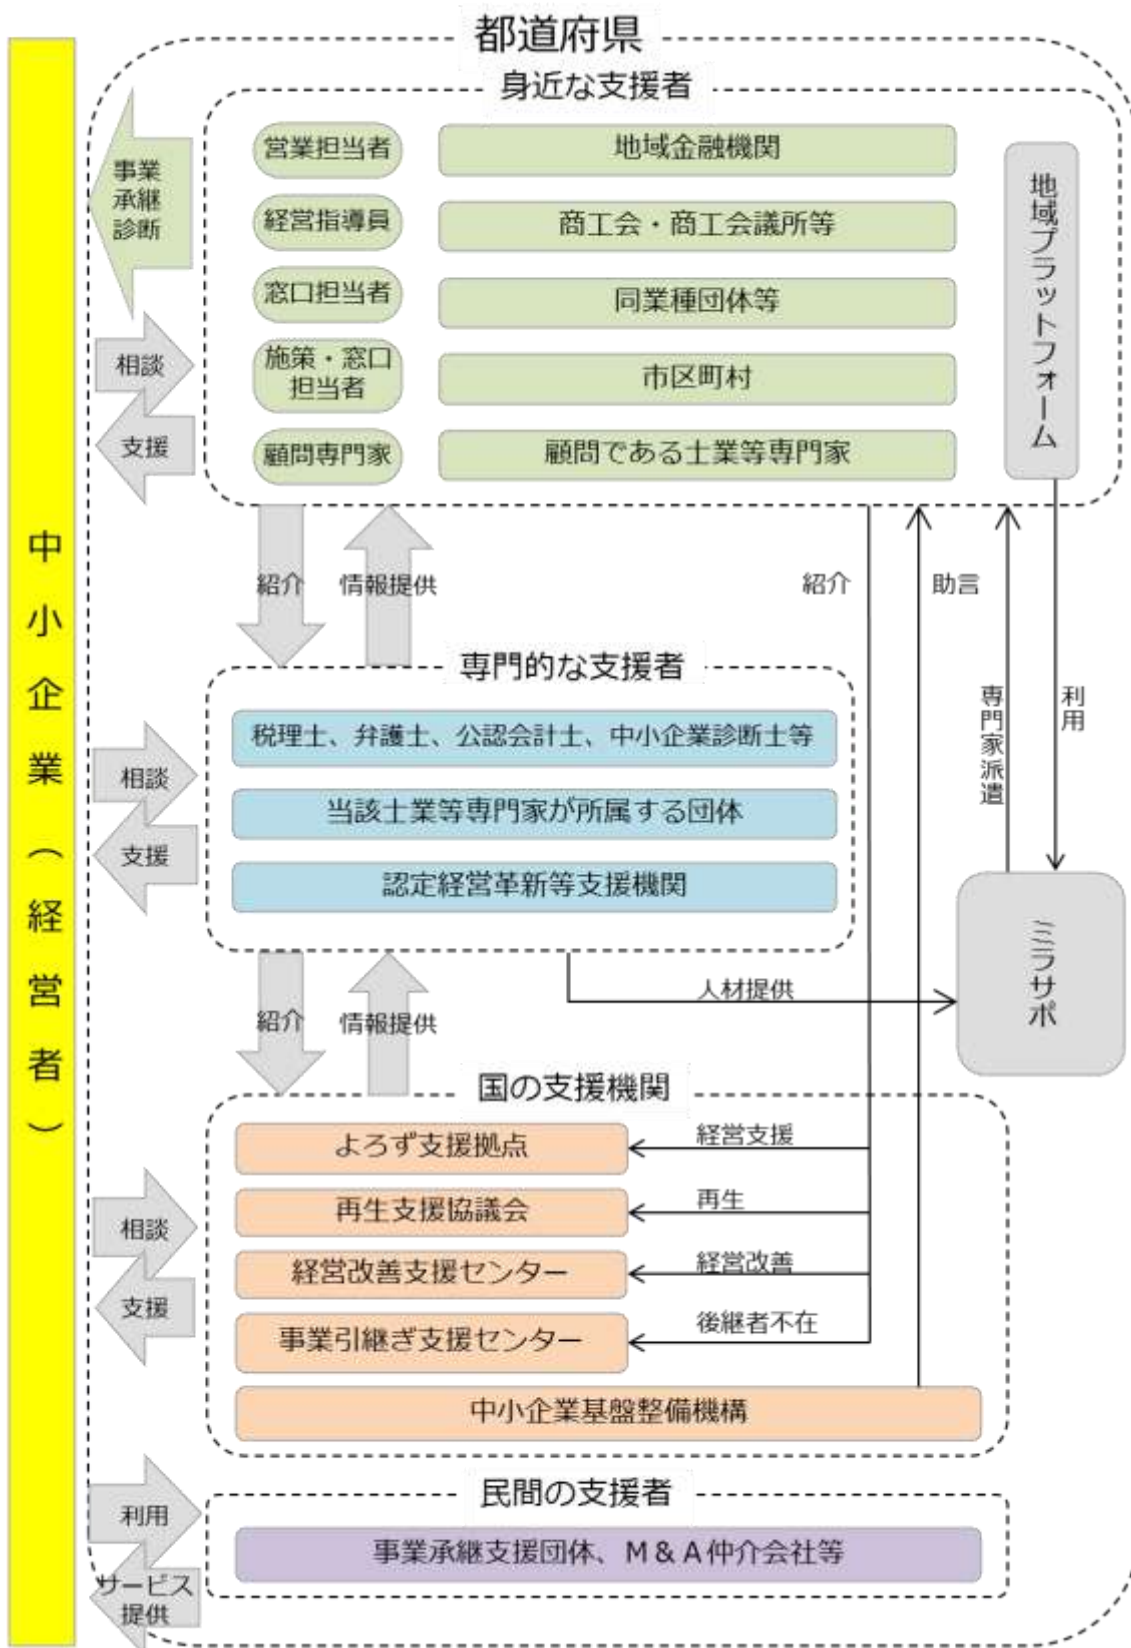 都道府県
身近な支援者
中小企業（経営者）
事業
承継
診断
相談
支援
営業担当者
地域金融機関
経営指導員
商工会・商工会議所等
窓口担当者
同業種団体等
施策・窓口
担当者
市区町村
顧問専門家
顧問である士業等専門家
地域プラットフォーム
紹介
情報提供
紹介
助言
専門家派遣
利用
専門的な支援者
相談
支援
税理士、弁護士、公認会計士、中小企業診断士等
当該士業等専門家が所属する団体
認定経営革新等支援機関
ミラサポ
人材提供
紹介
情報提供
国の支援機関
相談
支援
よろず支援拠点
経営支援
再生支援協議会
再生
経営改善支援センター
経営改善
事業引継ぎ支援センター
後継者不在
中小企業基盤整備機構
民間の支援者
利用
サービス
提供
事業承継支援団体、Ｍ＆Ａ仲介会社等